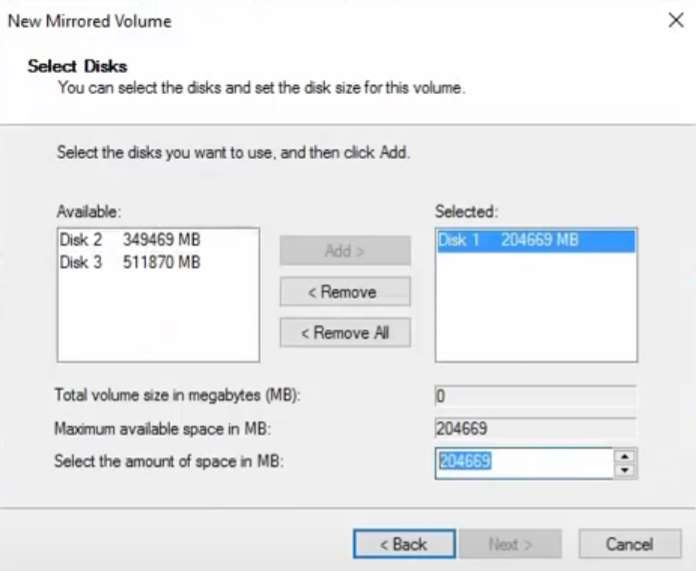 New Mirrored Volume
Select Disks
You can select the disks and set the disk size for this volume.
Select the disks you want to use, and then click Add.
Available:
Selected:
Disk 2 349469 MB
Disk 3 511870 MB
Add >
< Remove
< Remove All
Disk 1 204669 MB
Total volume size in megabytes (MB): 0
Maximum available space in MB: 204669
Select the amount of space in MB: 204669
< Back Next > Cancel